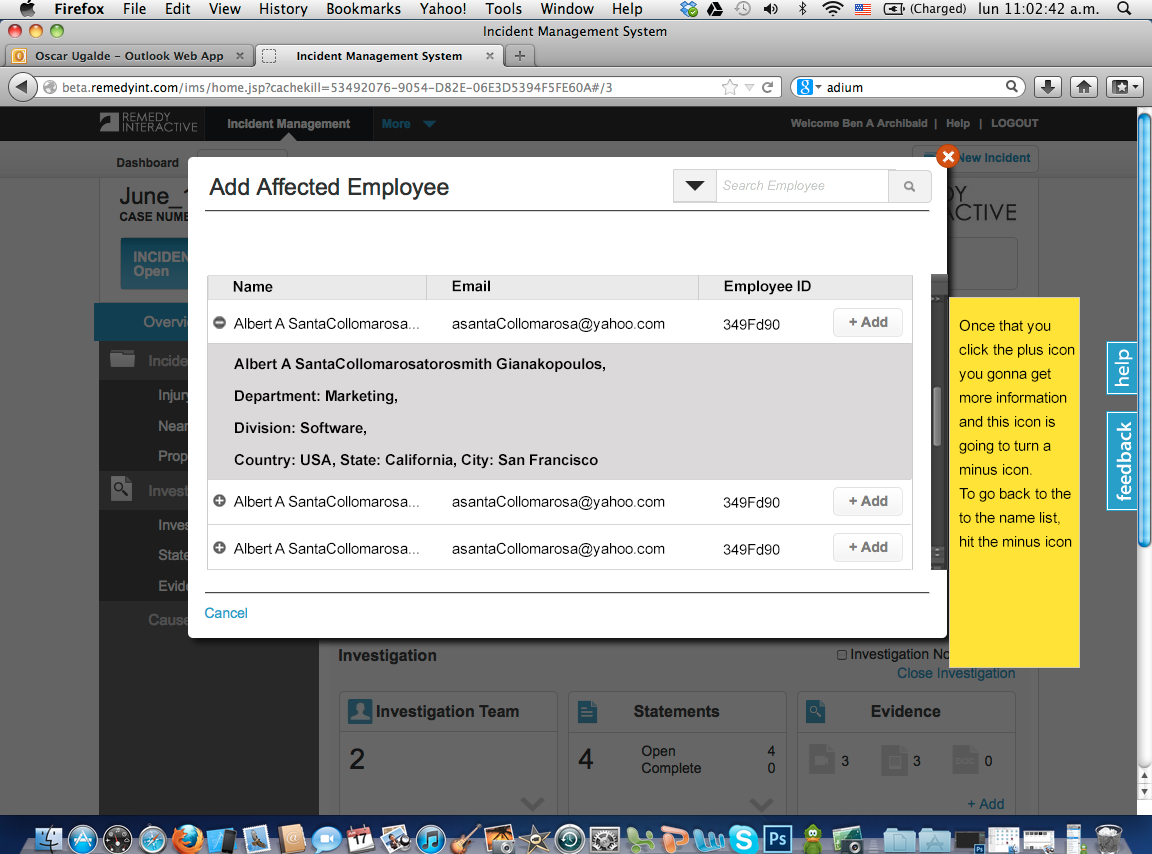 Firefox File Edit View History Bookmarks Yahoo! Tools Window Help (Charged) lun 11:02:42 a.m.
Incident Management System
Oscar Ugalde – Outlook Web App Incident Management System
beta.remedyint.com/ims/home.jsp?cachekill=53492076-9054-D82E-06E3D5394F5FE60A#/3 adium
REMEDY
INTERACTIVE
Incident Management More Welcome Ben A Archibald | Help | LOGOUT
Dashboard
New Incident
June_
CASE NUME
DY
ACTIVE
INCIDEN
Open
Add Affected Employee
Search Employee
Name Email Employee ID
Albert A SantaCollomarosa... asantaCollomarosa@yahoo.com 349Fd90 + Add
Albert A SantaCollomarosatorosmith Gianakopoulos,
Department: Marketing,
Division: Software,
Country: USA, State: California, City: San Francisco
Albert A SantaCollomarosa... asantaCollomarosa@yahoo.com 349Fd90 + Add
Albert A SantaCollomarosa... asantaCollomarosa@yahoo.com 349Fd90 + Add
Cancel
Overvi
Incide
Injury
Near
Prop
Invest
Inves
State
Evide
Cause
Once that you
click the plus icon
you gonna get
more information
and this icon is
going to turn a
minus icon.
To go back to the
to the name list,
hit the minus icon
help
feedback
Investigation
Investigation No
Close Investigation
Investigation Team
2
Statements
4
Open 4
Complete 0
Evidence
3 3 DOC 0
+ Add
17
Ps